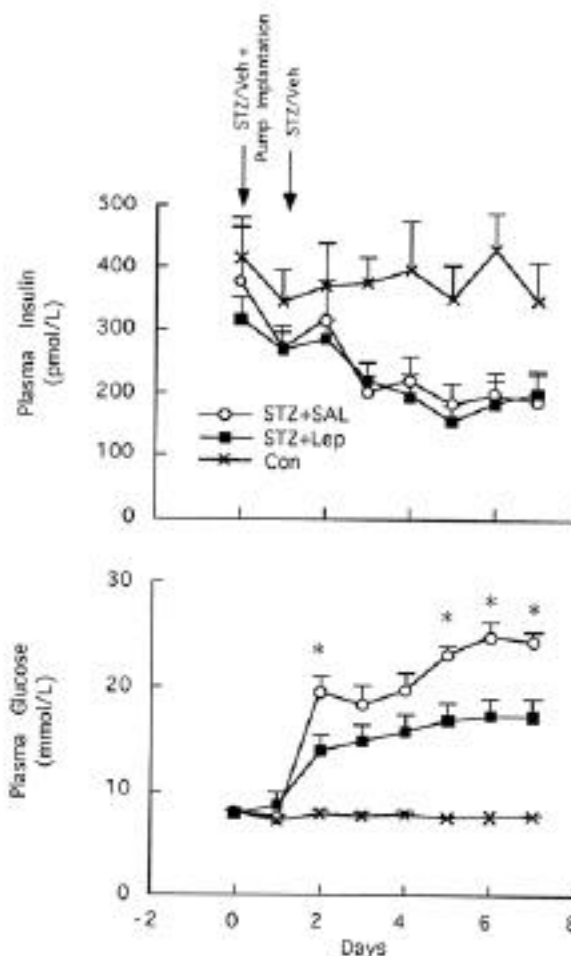 STZ/Veh +
Pump Implantation
STZ/Veh
500
400
300
200
100
0
Plasma Insulin
(pmol/L)
STZ+SAL
STZ+Lep
Con
30
20
10
0
Plasma Glucose
(mmol/L)
*
*
*
*
-2
0
2
4
6
8
Days